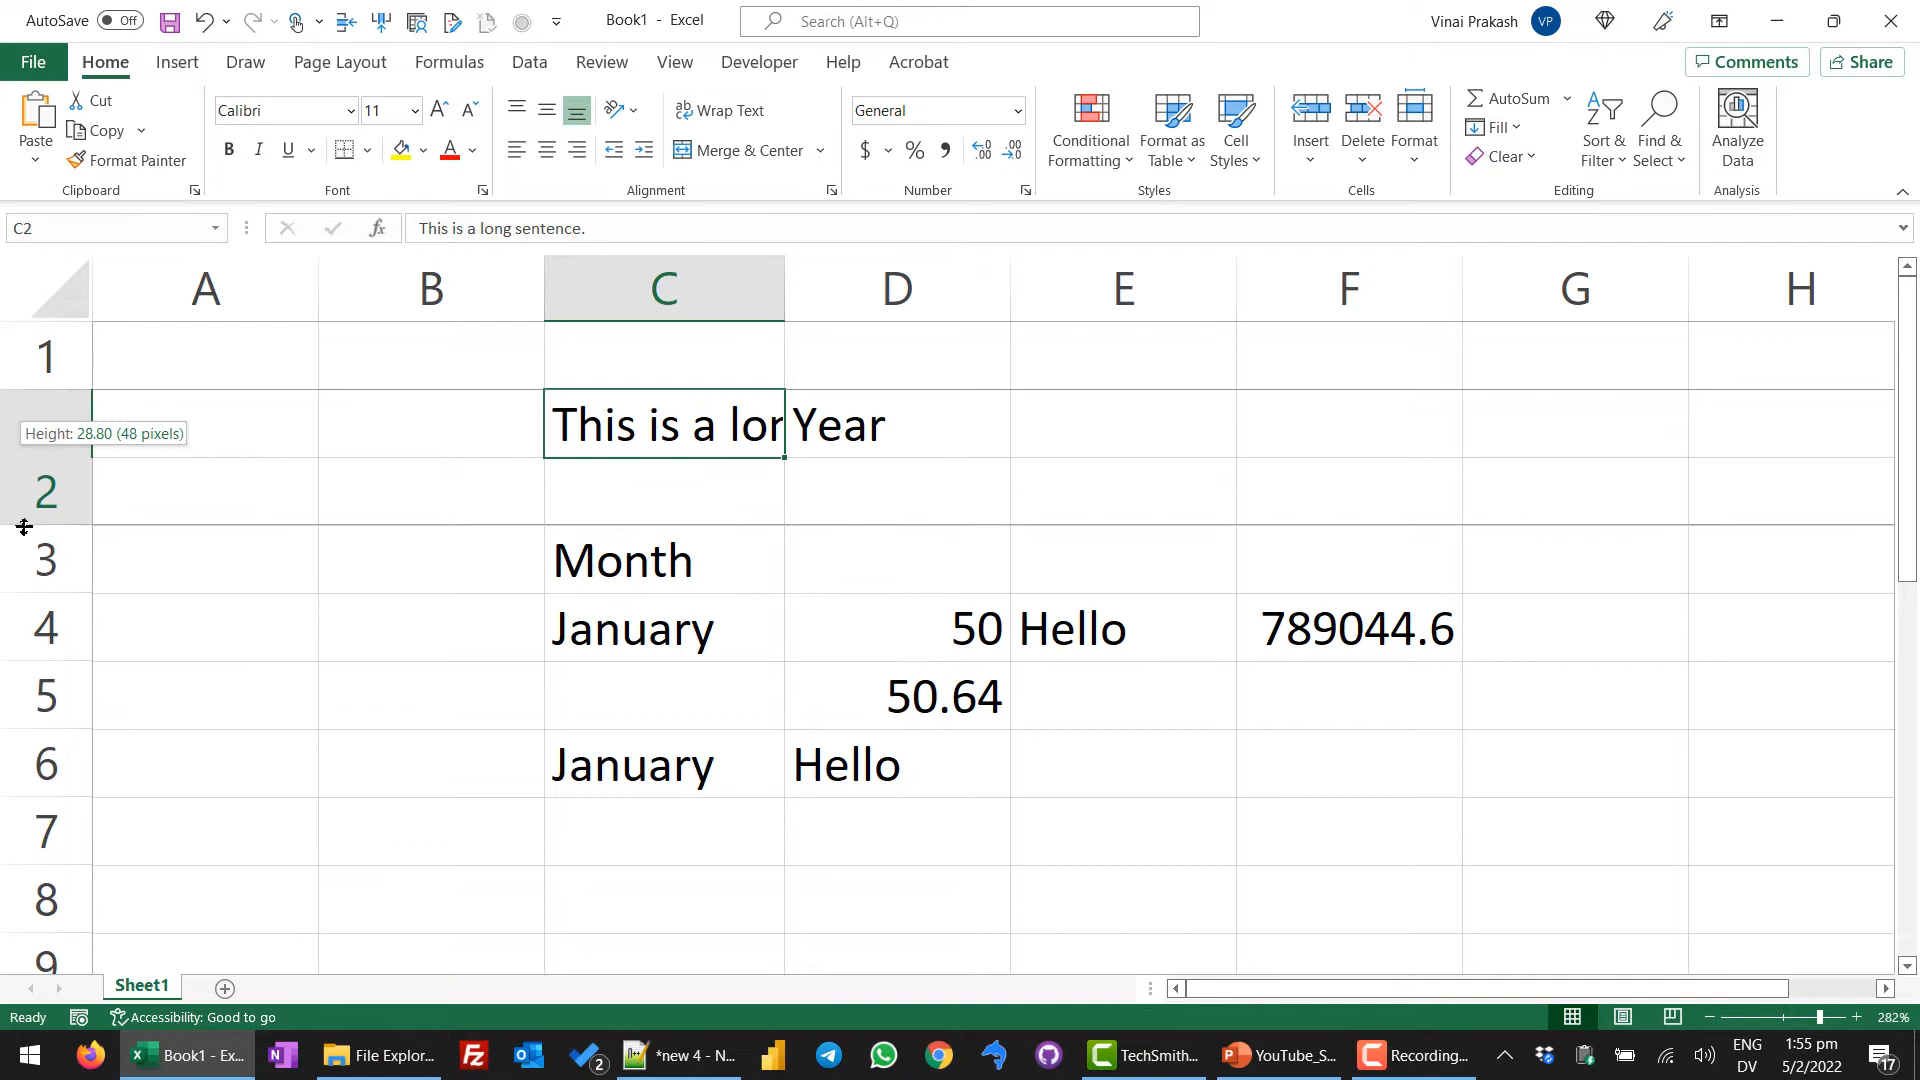 AutoSave Off Book1 - Excel Search (Alt+Q) Vinai Prakash VP
File Home Insert Draw Page Layout Formulas Data Review View Developer Help Acrobat Comments Share
Paste Cut Copy Format Painter Clipboard
Calibri 11 B I U Font
Wrap Text Merge & Center Alignment
General $ % Number
Conditional Formatting Format as Table Cell Styles Styles
Insert Delete Format Cells
AutoSum Fill Clear Sort & Filter Find & Select Editing
Analyze Data Analysis
C2 fx This is a long sentence.
A B C D E F G H
1
This is a lor Year
Height: 28.80 (48 pixels)
2
3 Month
4 January 50 Hello 789044.6
5 50.64
6 January Hello
7
8
9
Sheet1
Ready Accessibility: Good to go 282%
Book1 - Ex... File Explor... 2 *new 4 - N... TechSmith... YouTube_S... Recording... ENG DV 1:55 pm 5/2/2022 17